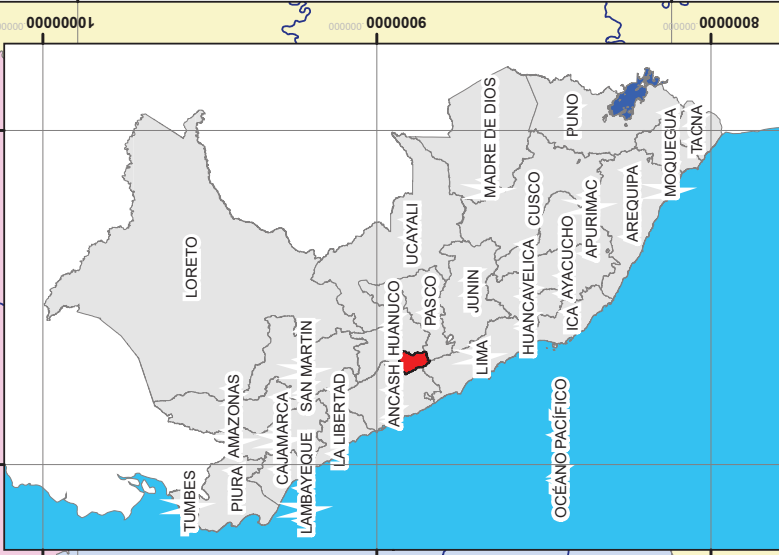 10000000
9000000
8000000
LORETO
UCAYALI
MADRE DE DIOS
PUNO
MOQUEGUA
TACNA
CUSCO
APURIMAC
AREQUIPA
AYACUCHO
HUANCAVELICA
ICA
JUNIN
PASCO
HUANUCO
LIMA
ANCASH
SAN MARTIN
LA LIBERTAD
AMAZONAS
CAJAMARCA
LAMBAYEQUE
PIURA
TUMBES
OCÉANO PACÍFICO